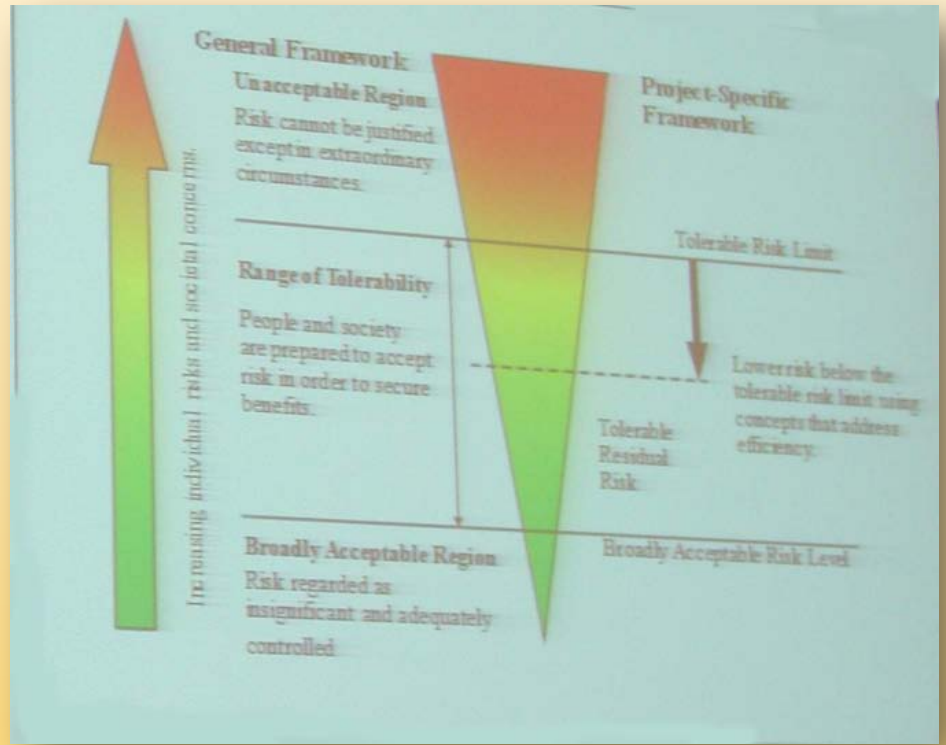 General Framework
Unacceptable Region
Risk cannot be justified
except in extraordinary
circumstances.
Project-Specific
Framework
Increasing individual risks and societal concerns.
Tolerable Risk Limit
Range of Tolerability
People and society
are prepared to accept
risk in order to secure
benefits.
Lower risk below the
tolerable risk limit using
concepts that address
efficiency.
Tolerable
Residual
Risk
Broadly Acceptable Region
Risk regarded as
insignificant and adequately
controlled
Broadly Acceptable Risk Level